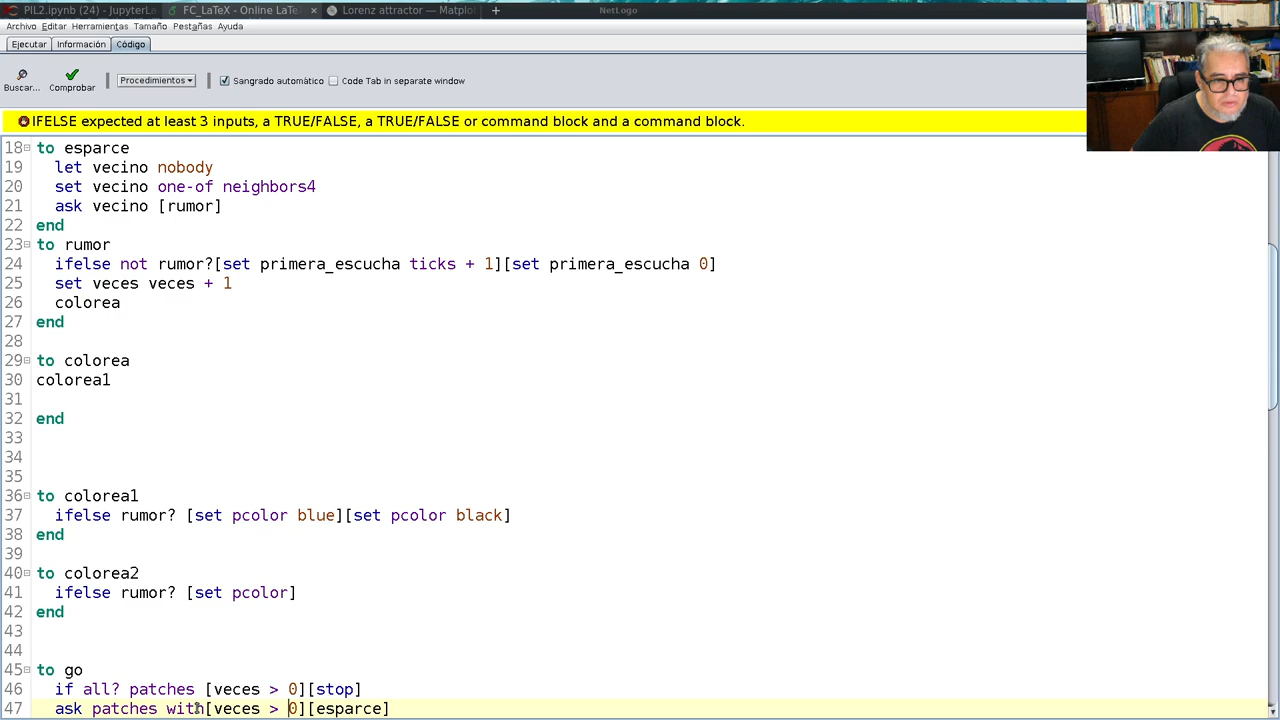 PIL2.ipynb (24) - JupyterLa
FC_LaTeX - Online LaTe
Lorenz attractor — Matplo
NetLogo
Archivo Editar Herramientas Tamaño Pestañas Ayuda
Ejecutar Información Código
Buscar... Comprobar Procedimientos Sangrado automático Code Tab in separate window
IFELSE expected at least 3 inputs, a TRUE/FALSE, a TRUE/FALSE or command block and a command block.
18 to esparce
19 let vecino nobody
20 set vecino one-of neighbors4
21 ask vecino [rumor]
22 end
23 to rumor
24 ifelse not rumor?[set primera_escucha ticks + 1][set primera_escucha 0]
25 set veces veces + 1
26 colorea
27 end
28
29 to colorea
30 colorea1
31
32 end
33
34
35
36 to colorea1
37 ifelse rumor? [set pcolor blue][set pcolor black]
38 end
39
40 to colorea2
41 ifelse rumor? [set pcolor]
42 end
43
44
45 to go
46 if all? patches [veces > 0][stop]
47 ask patches with[veces > 0][esparce]